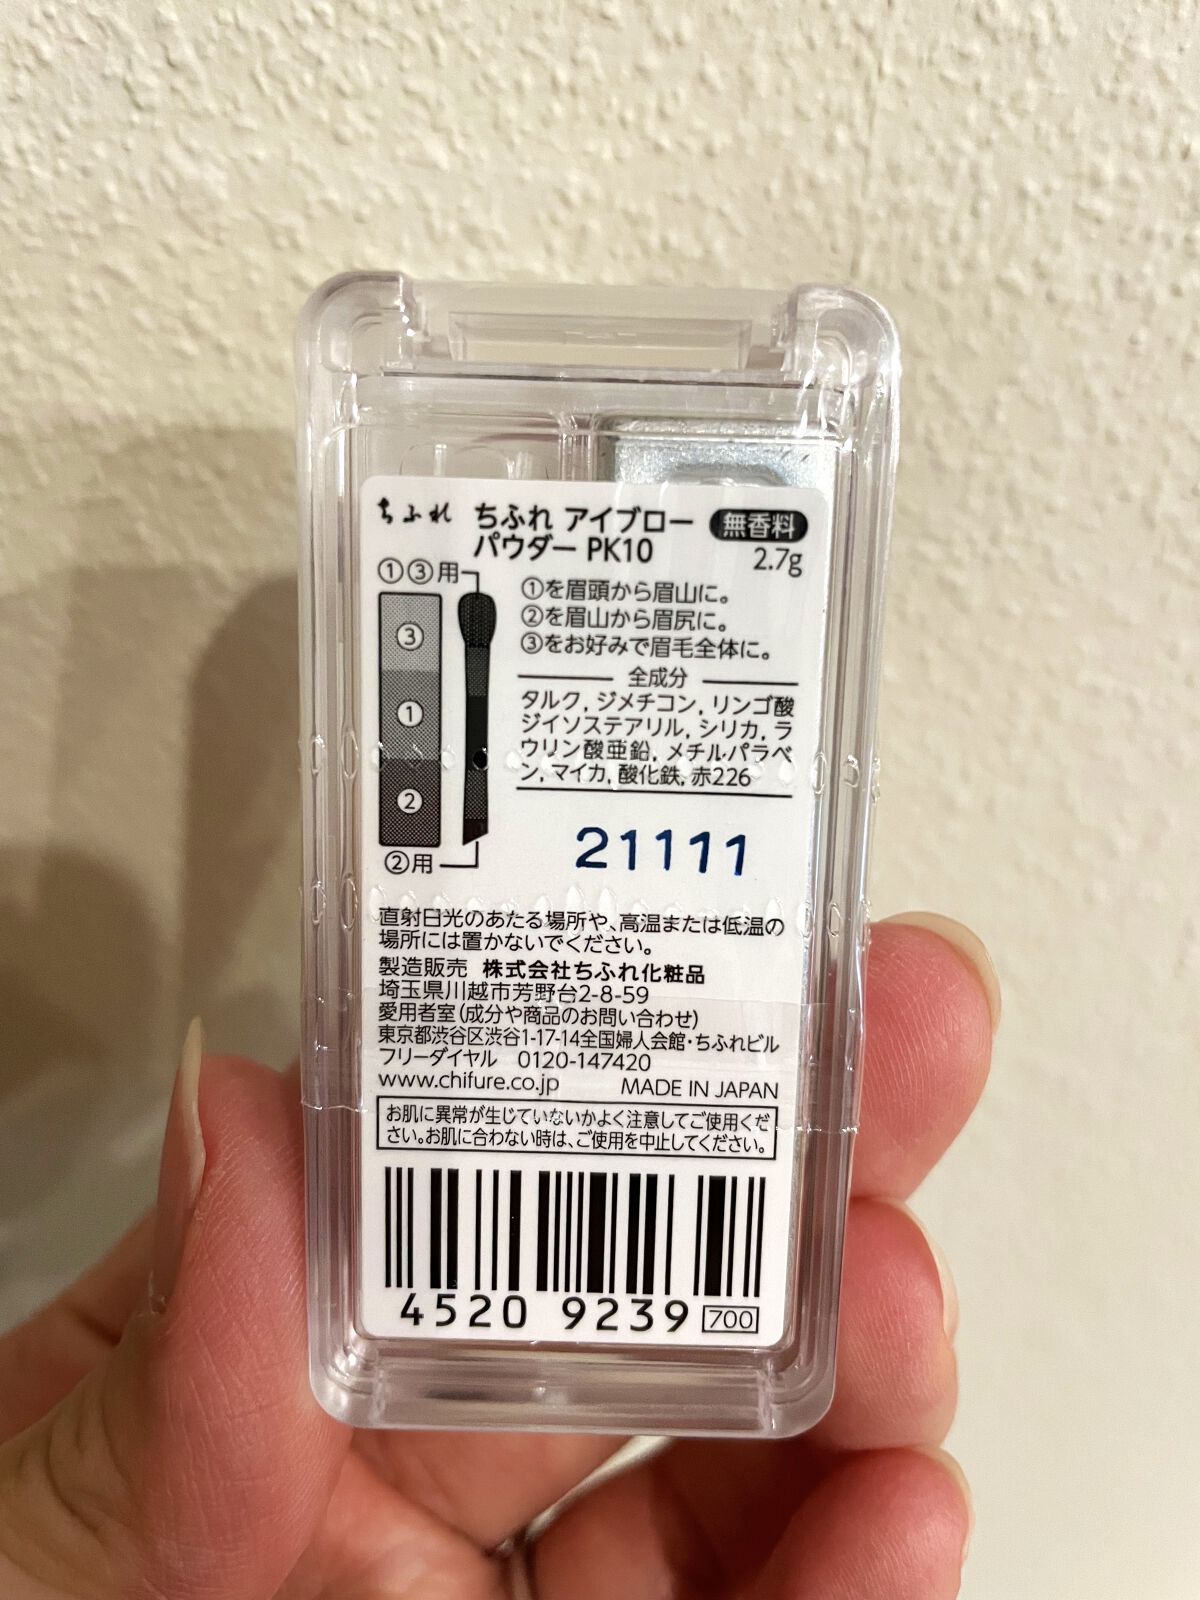 ちふれ ちふれ アイブロー 無香料
パウダー PK10 2.7g
①③用
③
①
②
②用
①を眉頭から眉山に。
②を眉山から眉尻に。
③をお好みで眉毛全体に。
全成分
タルク, ジメチコン, リンゴ酸
ジイソステアリル, シリカ, ラ
ウリン酸亜鉛, メチルパラベ
ン, マイカ, 酸化鉄, 赤226
21111
直射日光のあたる場所や、高温または低温の
場所には置かないでください。
製造販売 株式会社ちふれ化粧品
埼玉県川越市芳野台2-8-59
愛用者室(成分や商品のお問い合わせ)
東京都渋谷区渋谷1-17-14全国婦人会館・ちふれビル
フリーダイヤル 0120-147420
www.chifure.co.jp MADE IN JAPAN
お肌に異常が生じていないかよく注意してご使用くだ
さい。お肌に合わない時は、ご使用を中止してください。
4520 9239 700